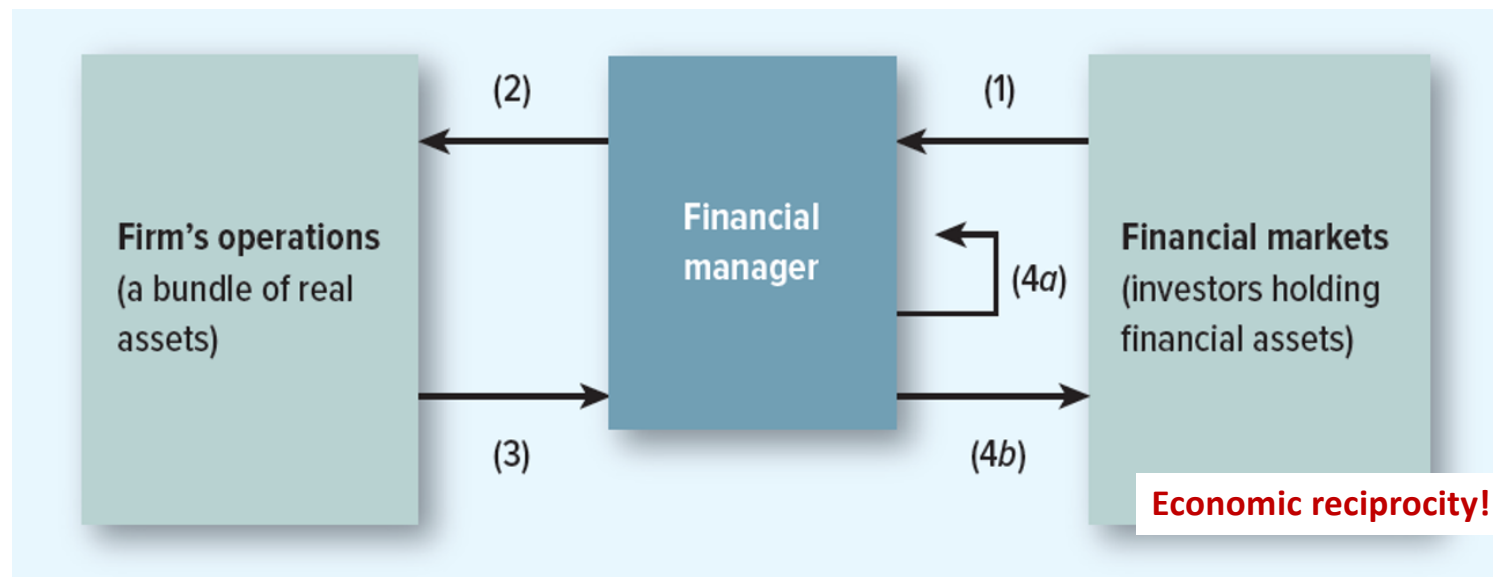 (2)
(1)
Firm's operations
(a bundle of real
assets)
Financial
manager
(4a)
Financial markets
(investors holding
financial assets)
(3)
(4b)
Economic reciprocity!